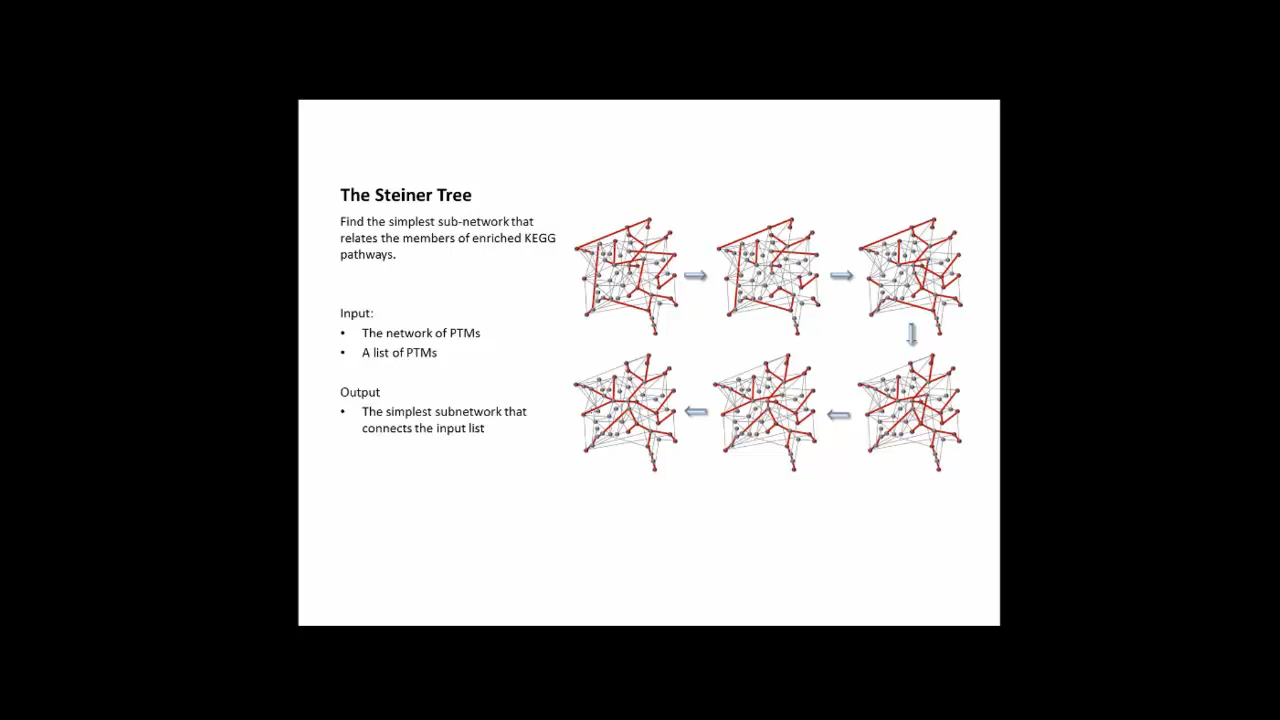 The Steiner Tree
Find the simplest sub-network that
relates the members of enriched KEGG
pathways.
Input:
• The network of PTMs
• A list of PTMs
Output
• The simplest subnetwork that
connects the input list